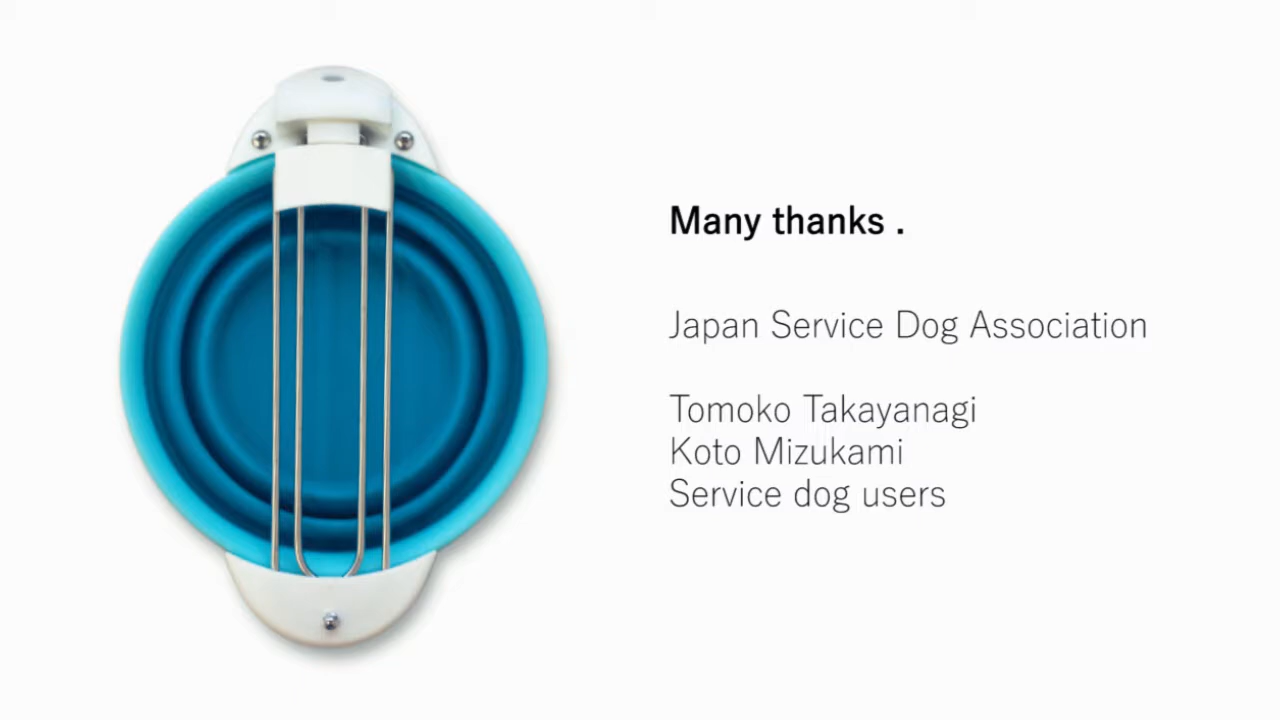 Many thanks .
Japan Service Dog Association
Tomoko Takayanagi
Koto Mizukami
Service dog users